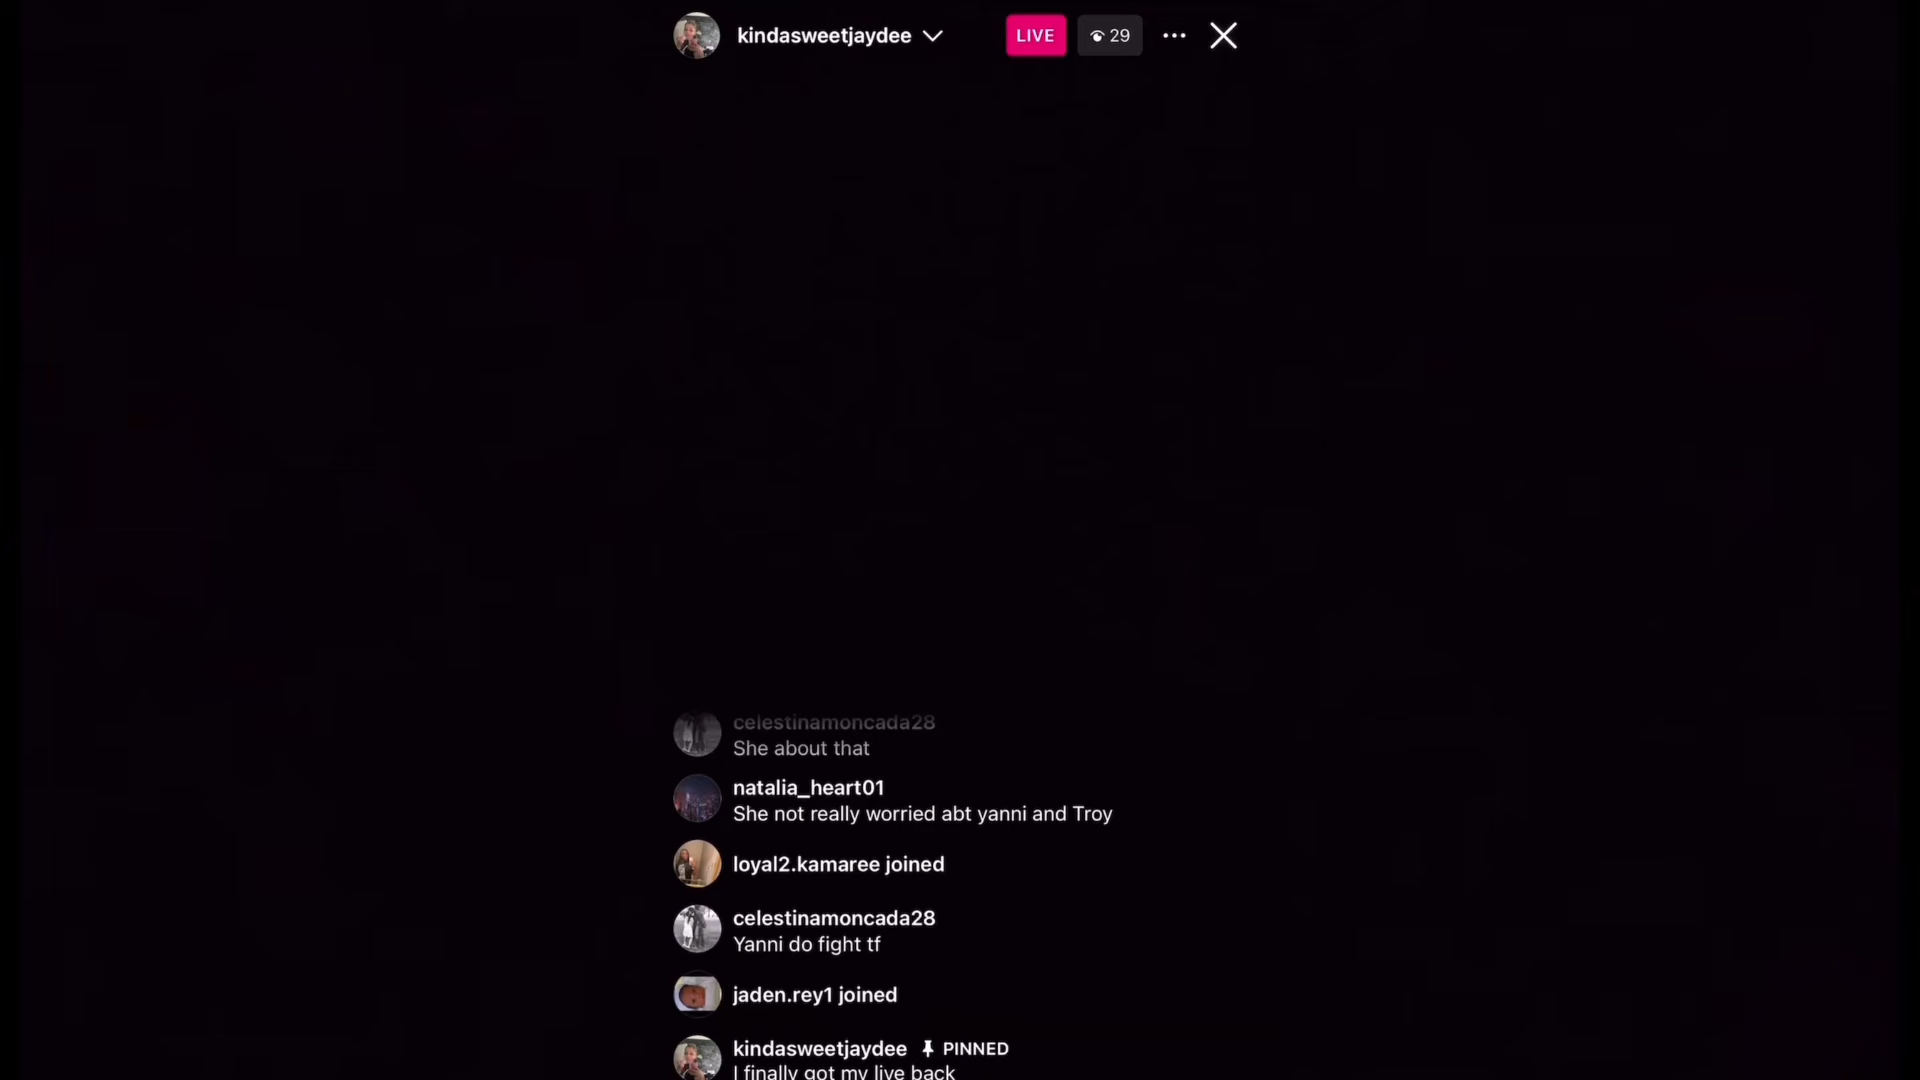 kindasweetjaydee
LIVE
29
celestinamoncada28
She about that
natalia_heart01
She not really worried abt yanni and Troy
loyal2.kamaree joined
celestinamoncada28
Yanni do fight tf
jaden.rey1 joined
kindasweetjaydee PINNED
I finally got my live back